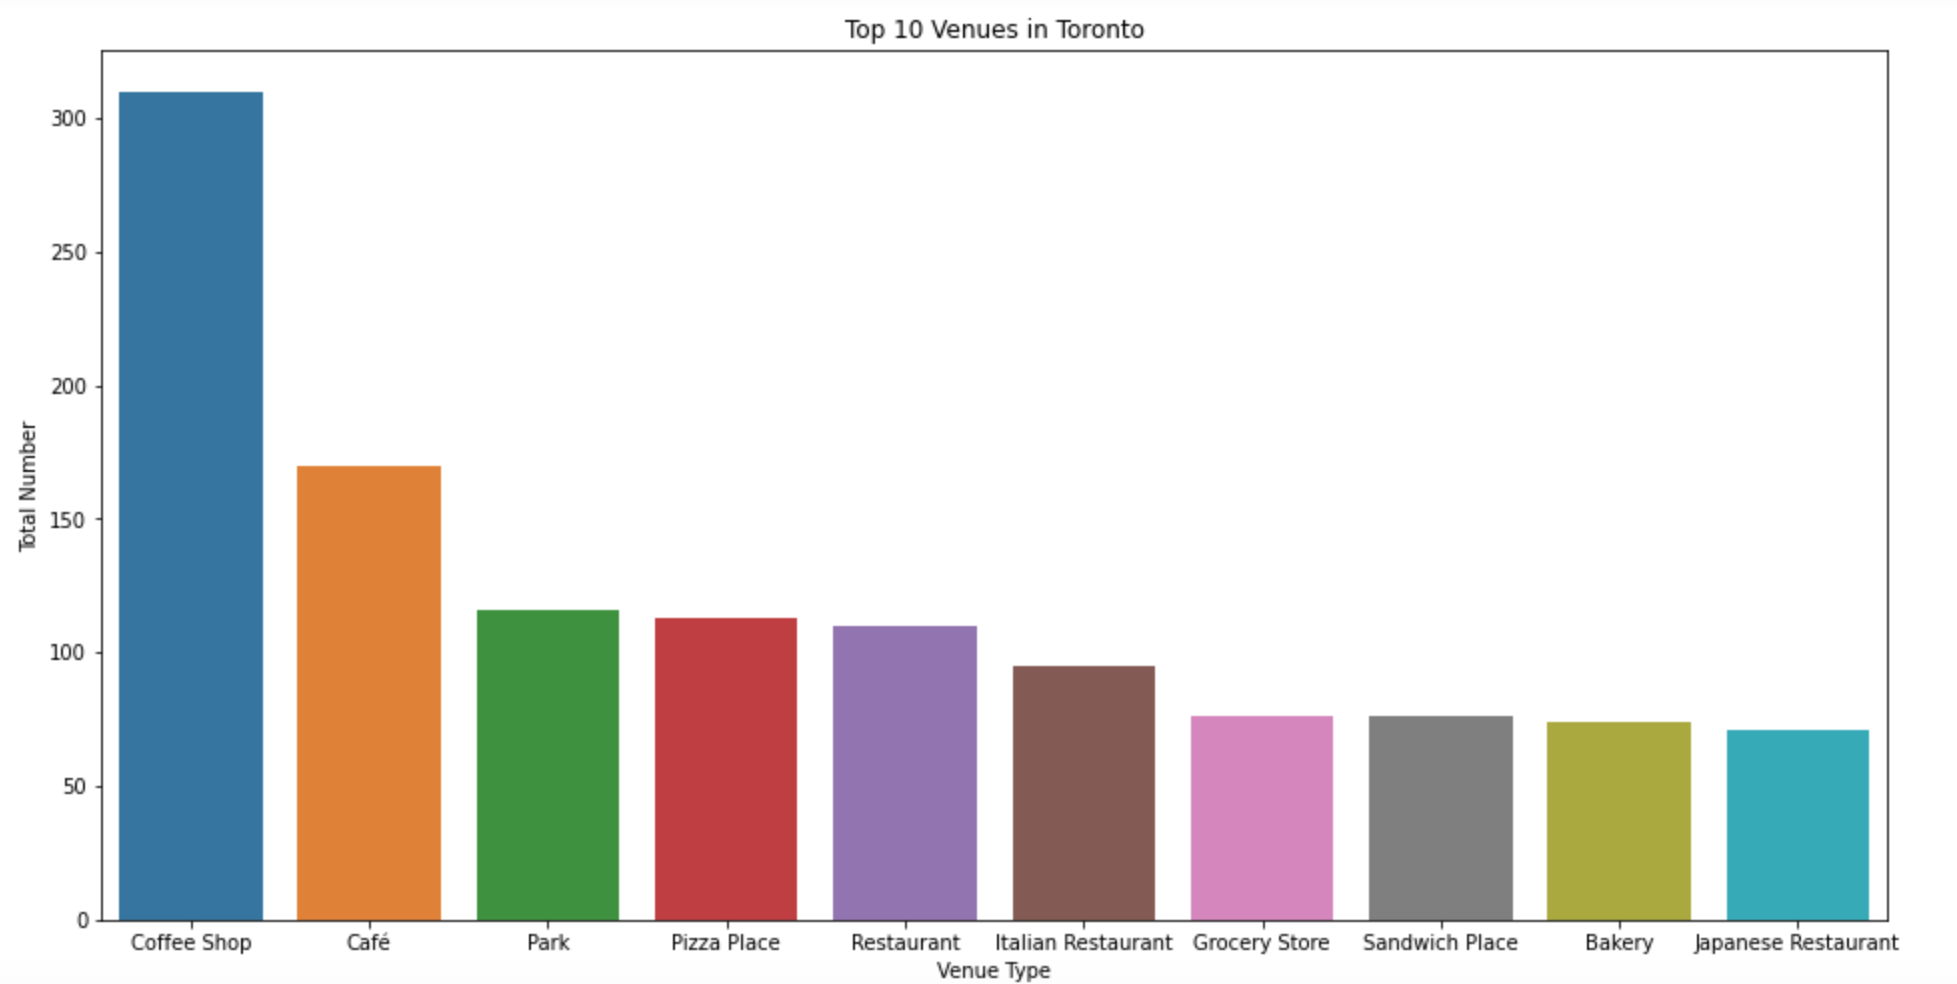 Top 10 Venues in Toronto
Total Number
300
250
200
150
100
50
0
Coffee Shop
Café
Park
Pizza Place
Restaurant
Italian Restaurant
Grocery Store
Sandwich Place
Bakery
Japanese Restaurant
Venue Type